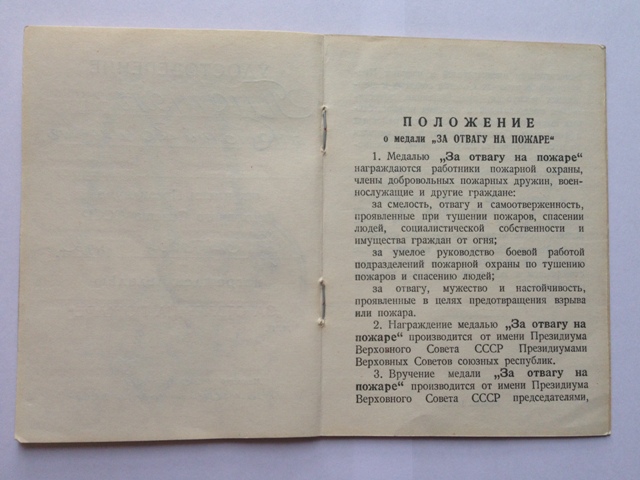 ПОЛОЖЕНИЕ
о медали „ЗА ОТВАГУ НА ПОЖАРЕ“
1. Медалью „За отвагу на пожаре“
награждаются работники пожарной охраны,
члены добровольных пожарных дружин, воен-
нослужащие и другие граждане:
за смелость, отвагу и самоотверженность,
проявленные при тушении пожаров, спасении
людей, социалистической собственности и
имущества граждан от огня;
за умелое руководство боевой работой
подразделений пожарной охраны по тушению
пожаров и спасению людей;
за отвагу, мужество и настойчивость,
проявленные в целях предотвращения взрыва
или пожара.
2. Награждение медалью „За отвагу на
пожаре“ производится от имени Президиума
Верховного Совета СССР Президиумами
Верховных Советов союзных республик.
3. Вручение медали „За отвагу на
пожаре“ производится от имени Президиума
Верховного Совета СССР председателями,